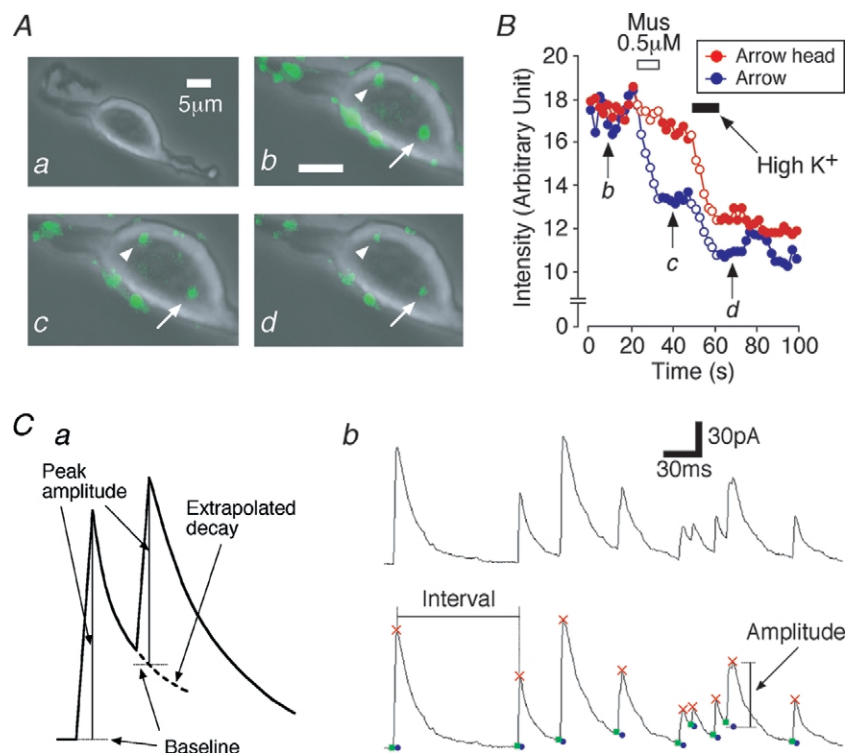 A
B
5μm
a
b
c
d
Mus
0.5μM
Arrow head
Arrow
High K+
b
c
d
Intensity (Arbitrary Unit)
20
18
16
14
12
10
0
0 20 40 60 80 100
Time (s)
C
a
Peak
amplitude
Extrapolated
decay
Baseline
b
30pA
30ms
Interval
Amplitude